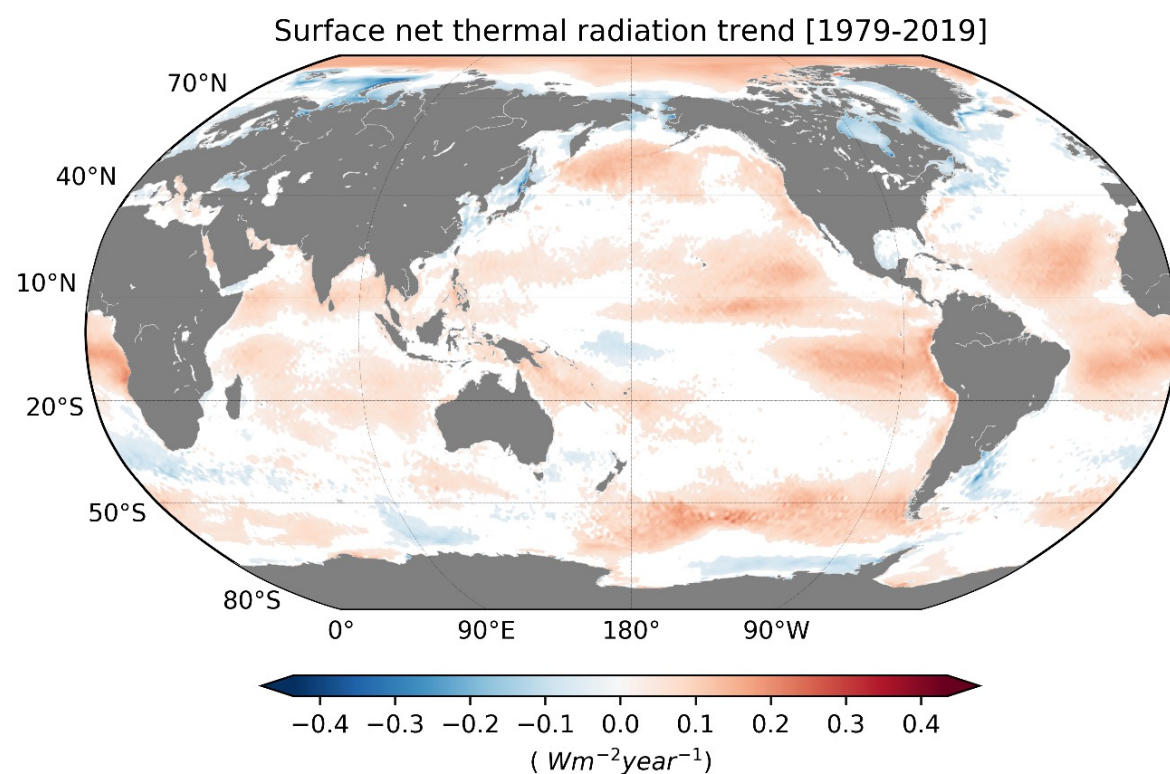 Surface net thermal radiation trend [1979-2019]
70°N
40°N
10°N
20°S
50°S
80°S
0° 90°E 180° 90°W
−0.4 −0.3 −0.2 −0.1 0.0 0.1 0.2 0.3 0.4
( Wm⁻²year⁻¹)